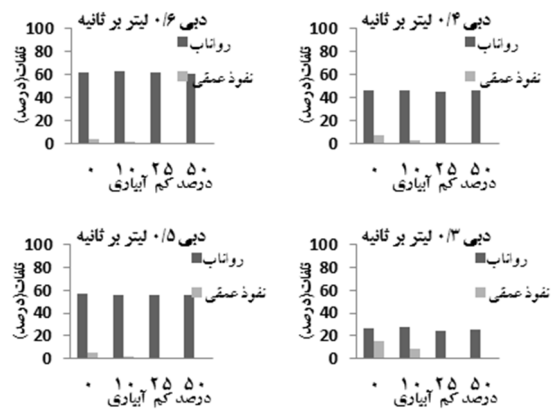 دبی ۰/۶ لیتر بر ثانیه
100
80
60
40
20
0
تلفات(درصد)
رواناب
نفوذ عمقی
۰ ۱۰ ۲۵ ۵۰
درصد کم آبیاری
دبی ۰/۴ لیتر بر ثانیه
100
80
60
40
20
0
تلفات(درصد)
رواناب
نفوذ عمقی
۰ ۱۰ ۲۵ ۵۰
درصد کم آبیاری
دبی ۰/۵ لیتر بر ثانیه
100
80
60
40
20
0
تلفات(درصد)
رواناب
نفوذ عمقی
۰ ۱۰ ۲۵ ۵۰
درصد کم آبیاری
دبی ۰/۳ لیتر بر ثانیه
100
80
60
40
20
0
تلفات(درصد)
رواناب
نفوذ عمقی
۰ ۱۰ ۲۵ ۵۰
درصد کم آبیاری